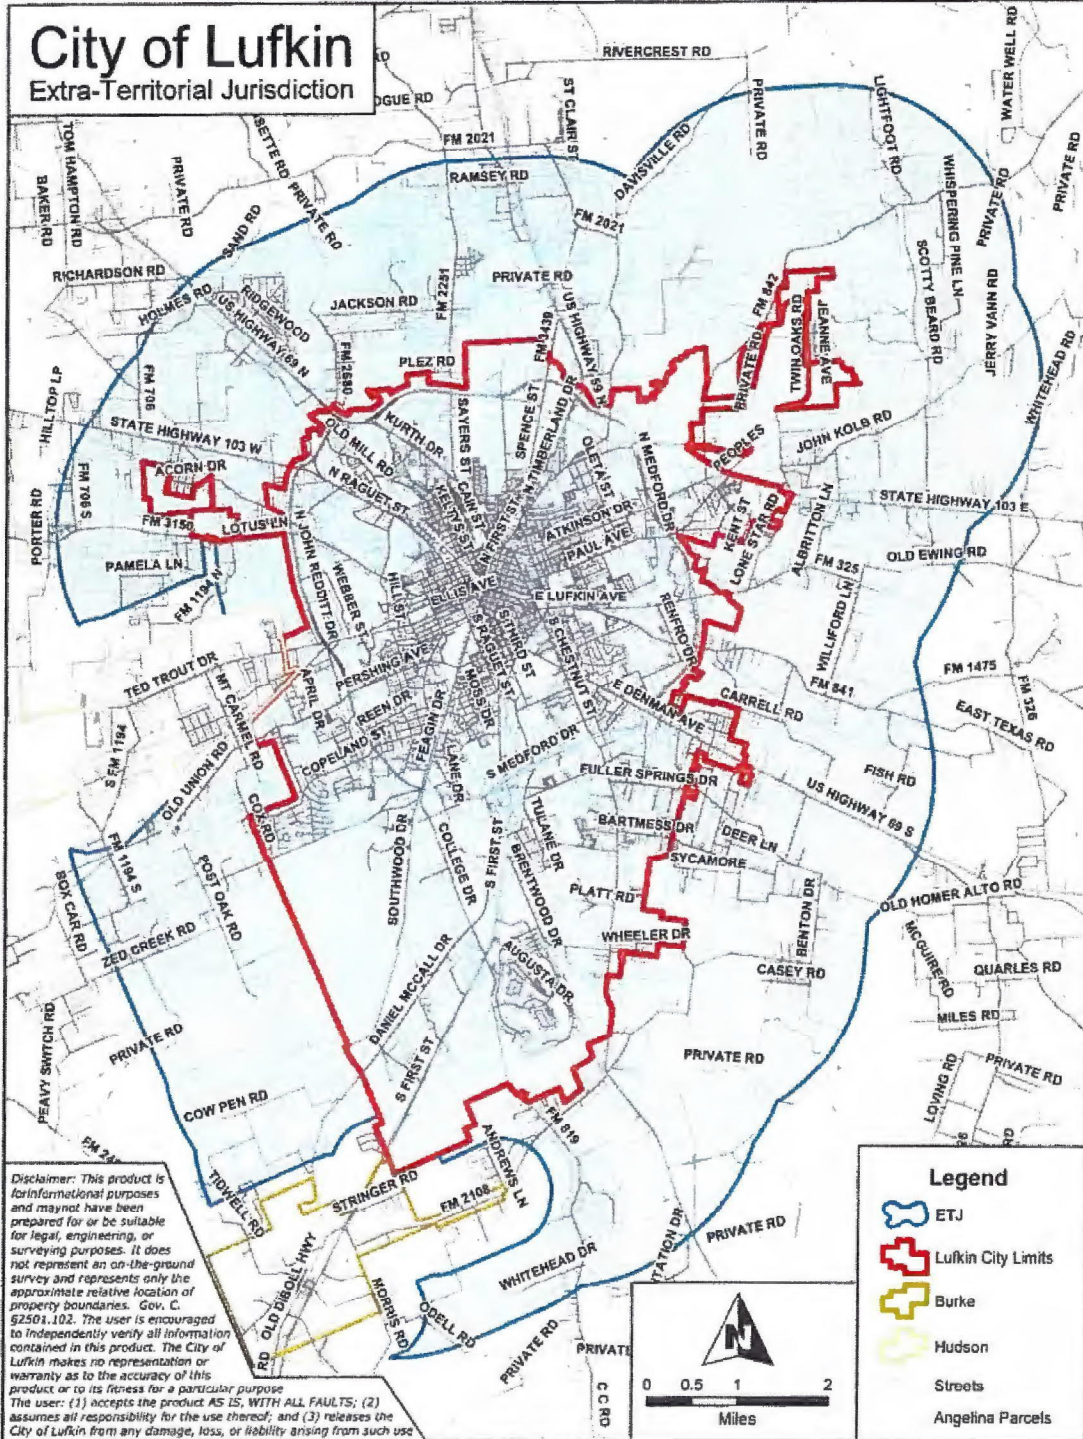 City of Lufkin
Extra-Territorial Jurisdiction
RIVERCREST RD
WATER WELL RD
ST CLAIR ST
PRIVATE RD
LIGHTFOOT RD
FM 2021
TOM HAMPTON RD
BAKER RD
PRIVATE RD
PRIVATE RD
RAMSEY RD
DAVISVILLE RD
WHISPERING PINE LN
PRIVATE RD
PRIVATE RD
SAND RD
FM 2021
RICHARDSON RD
HOLMES RD
RIDGEWOOD
US HIGHWAY 69 N
JACKSON RD
FM 2251
PRIVATE RD
US HIGHWAY 59 N
FM 842
SCOTTY BEARD RD
JERRY VANN RD
FM 2680
PLEZ RD
FM 3439
PRIVATE RD
TWIN OAKS RD
JEANNE AVE
WHITEHEAD RD
HILLTOP LP
FM 706
STATE HIGHWAY 103 W
OLD MILL RD
KURTH DR
SAYERS ST
SPENCE ST
N TIMBERLAND DR
OLETA ST
N MEDFORD DR
PEOPLES
JOHN KOLB RD
ACORN DR
N RAGUET ST
KELTY S ST
CAIN ST
N FIRST ST
ATKINSON DR
PAUL AVE
KENT ST
LONE STAR RD
ALBRITTON LN
STATE HIGHWAY 103 E
PORTER RD
FM 706 S
FM 3150
LOTUS LN
N JOHN REDDITT DR
PAMELA LN
FM 1194 N
WEBBER ST
HILL ST
ELLIS AVE
E LUFKIN AVE
RENFRO DR
FM 325
OLD EWING RD
WILLIFORD LN
S RAGUET ST
S THIRD ST
S CHESTNUT ST
TED TROUT DR
MT CARMEL RD
APRIL DR
PERSHING AVE
REEN DR
MOSS DR
E DENMAN AVE
CARRELL RD
FM 841
FM 1475
FM 326
EAST TEXAS RD
S FM 1194
OLD UNION RD
COPELAND ST
FEAGIN DR
LANE DR
S MEDFORD DR
FULLER SPRINGS DR
FISH RD
US HIGHWAY 69 S
COX RD
TULANE DR
BARTMESS DR
DEER LN
SYCAMORE
FM 1194 S
BOX CAR RD
POST OAK RD
SOUTHWOOD DR
COLLEGE DR
S FIRST ST
BRENTWOOD DR
PLATT RD
BENTON DR
OLD HOMER ALTO RD
ZED CREEK RD
WHEELER DR
AUGUSTA DR
CASEY RD
MCGUIRE RD
QUARLES RD
DANIEL MCCALL DR
MILES RD
PEAVY SWITCH RD
PRIVATE RD
S FIRST ST
PRIVATE RD
LOVING RD
PRIVATE RD
COW PEN RD
FM 819
ANDREWS LN
TIDWELL RD
STRINGER RD
FM 2108
OLD DIBOLL HWY
WHITEHEAD DR
PRIVATE RD
MORRIS RD
ODELL RD
PRIVATE RD
C C RD
Disclaimer: This product is
forinformational purposes
and maynot have been
prepared for or be suitable
for legal, engineering, or
surveying purposes. It does
not represent an on-the-ground
survey and represents only the
approximate relative location of
property boundaries. Gov. C.
§2501.102. The user is encouraged
to independently verify all information
contained in this product. The City of
Lufkin makes no representation or
warranty as to the accuracy of this
product or to its fitness for a particular purpose
The user: (1) accepts the product AS IS, WITH ALL FAULTS; (2)
assumes all responsibility for the use thereof; and (3) releases the
City of Lufkin from any damage, loss, or liability arising from such use
N
0 0.5 1 2
Miles
Legend
ETJ
Lufkin City Limits
Burke
Hudson
Streets
Angelina Parcels